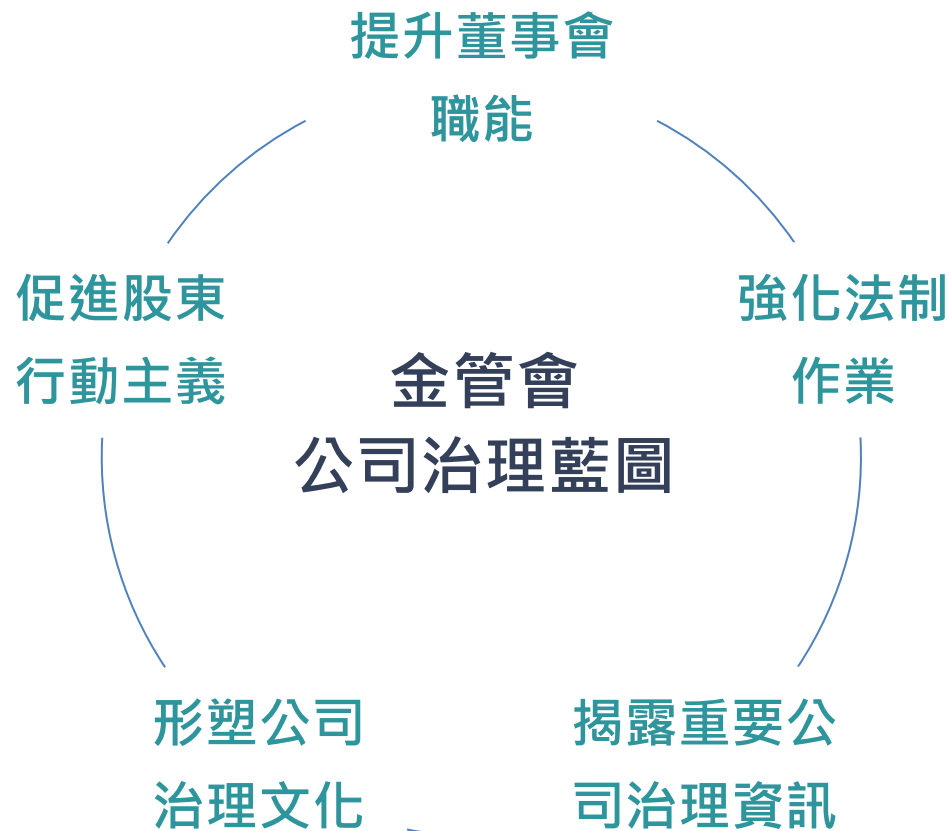 提升董事會
職能
促進股東
行動主義
強化法制
作業
金管會
公司治理藍圖
形塑公司
治理文化
揭露重要公
司治理資訊